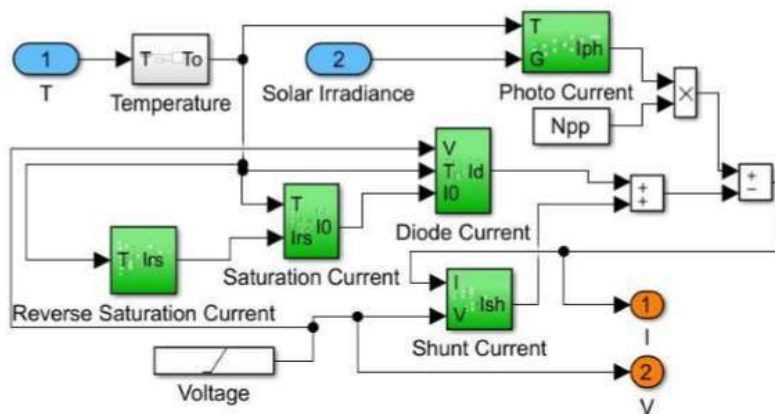 1
T
T To
Temperature
2
Solar Irradiance
T
G
Iph
Photo Current
Npp
×
V
T
I0
Id
Diode Current
+
+
+
−
T
Irs
I0
Saturation Current
T Irs
Reverse Saturation Current
I
V
Ish
Shunt Current
1
I
Voltage
2
V